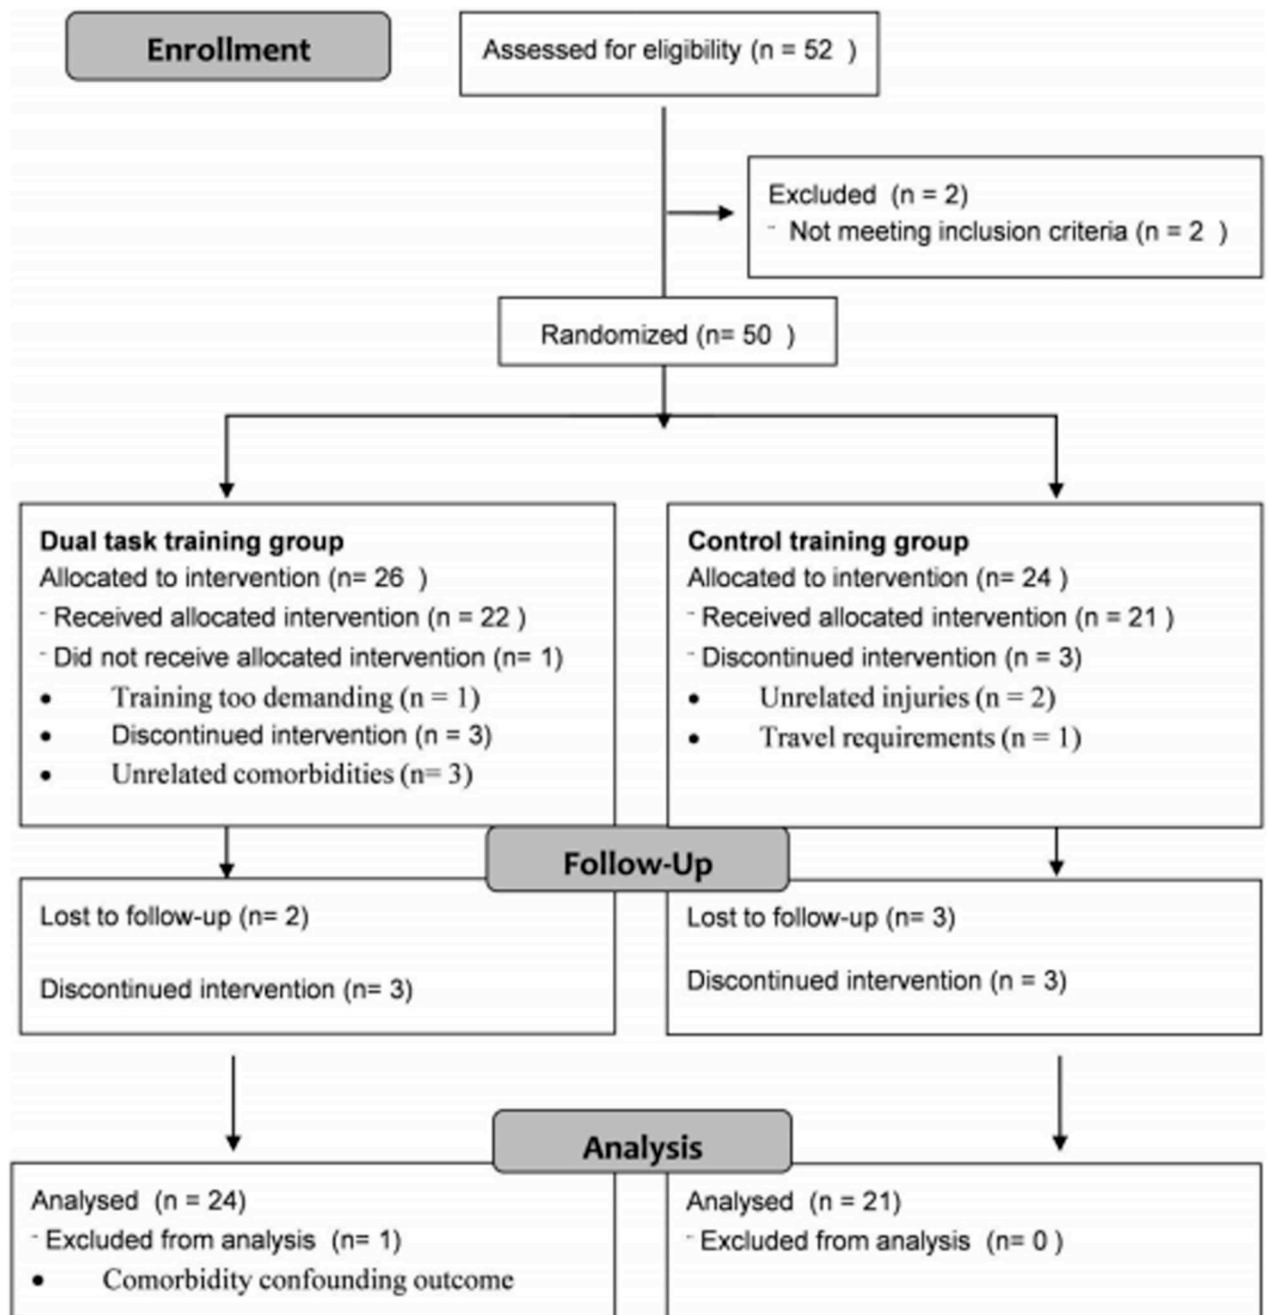 Enrollment
Assessed for eligibility (n = 52 )
Excluded (n = 2)
- Not meeting inclusion criteria (n = 2 )
Randomized (n= 50 )
Dual task training group
Allocated to intervention (n= 26 )
- Received allocated intervention (n = 22 )
- Did not receive allocated intervention (n= 1)
• Training too demanding (n = 1)
• Discontinued intervention (n = 3)
• Unrelated comorbidities (n= 3)
Control training group
Allocated to intervention (n= 24 )
- Received allocated intervention (n = 21 )
- Discontinued intervention (n = 3)
• Unrelated injuries (n = 2)
• Travel requirements (n = 1)
Follow-Up
Lost to follow-up (n= 2)
Discontinued intervention (n= 3)
Lost to follow-up (n= 3)
Discontinued intervention (n = 3)
Analysis
Analysed (n = 24)
- Excluded from analysis (n= 1)
• Comorbidity confounding outcome
Analysed (n = 21)
- Excluded from analysis (n= 0 )